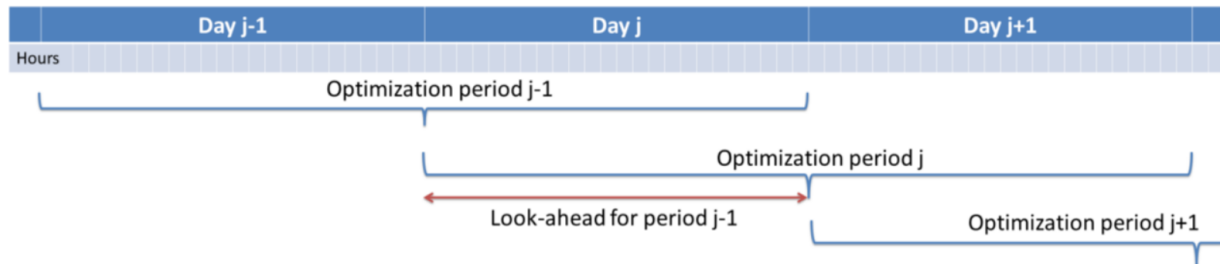 Day j-1 Day j Day j+1
Hours
Optimization period j-1
Optimization period j
Look-ahead for period j-1
Optimization period j+1